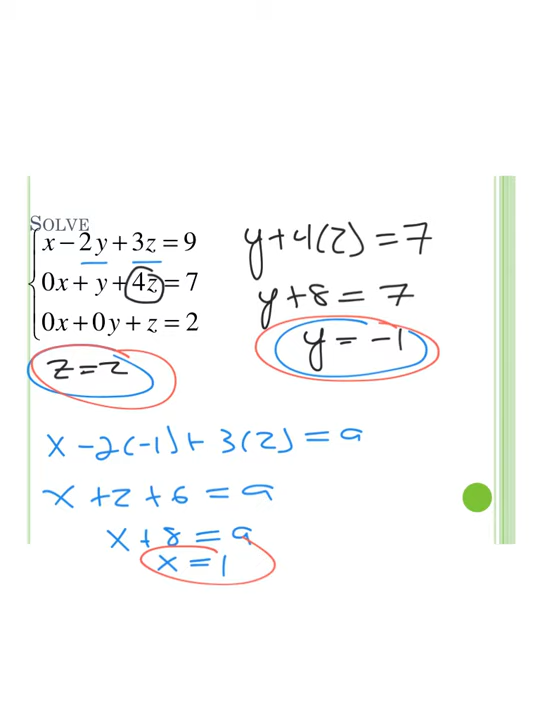 SOLVE
x − 2y + 3z = 9
0x + y + 4z = 7
0x + 0y + z = 2
z = 2
y + 4(2) = 7
y + 8 = 7
y = -1
x - 2(-1) + 3(2) = 9
x + 2 + 6 = 9
x + 8 = 9
x = 1